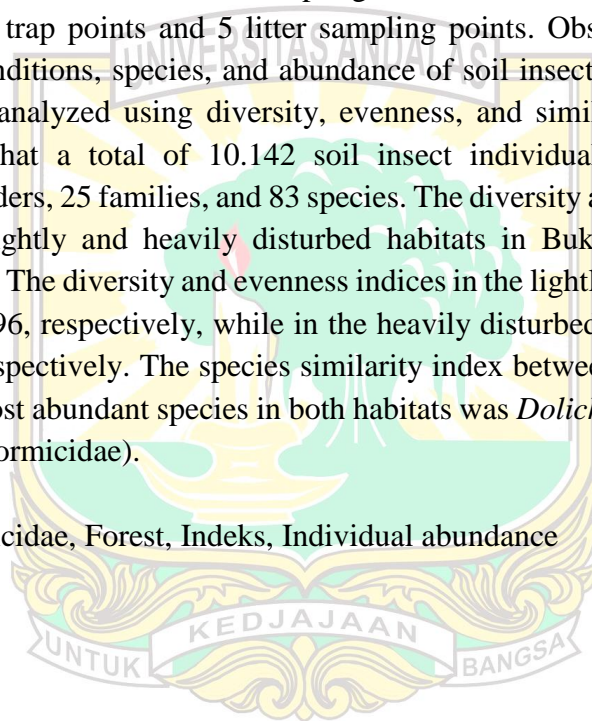 trap points and 5 litter sampling points. Obs
nditions, species, and abundance of soil insect
analyzed using diversity, evenness, and simil
hat a total of 10.142 soil insect individual
ders, 25 families, and 83 species. The diversity a
ightly and heavily disturbed habitats in Buk
The diversity and evenness indices in the lightl
96, respectively, while in the heavily disturbed
spectively. The species similarity index betwee
ost abundant species in both habitats was Dolich
ormicidae).
cidae, Forest, Indeks, Individual abundance
UNIVERSITAS ANDALAS
UNTUK KEDJAJAAN BANGSA